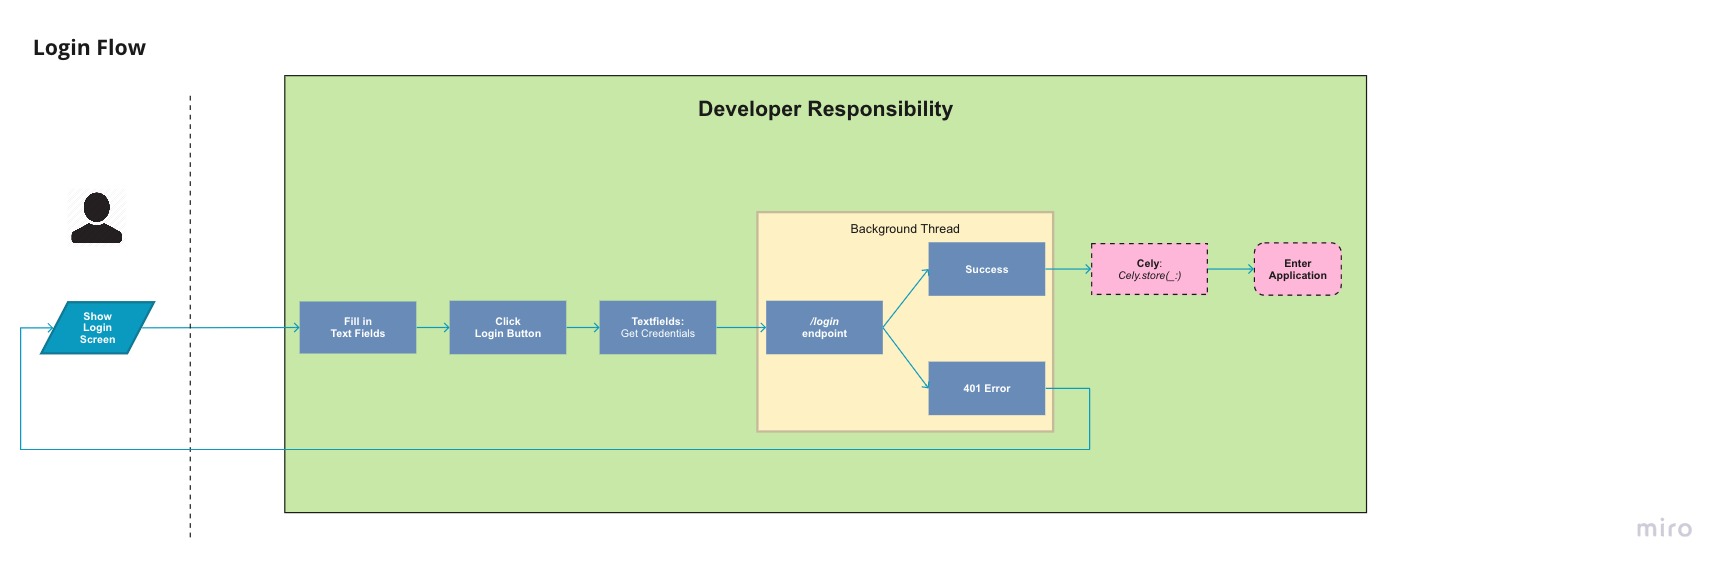 Login Flow
Developer Responsibility
Background Thread
Show
Login
Screen
Fill in
Text Fields
Click
Login Button
Textfields:
Get Credentials
/login
endpoint
Success
401 Error
Cely:
Cely.store(_:)
Enter
Application
miro